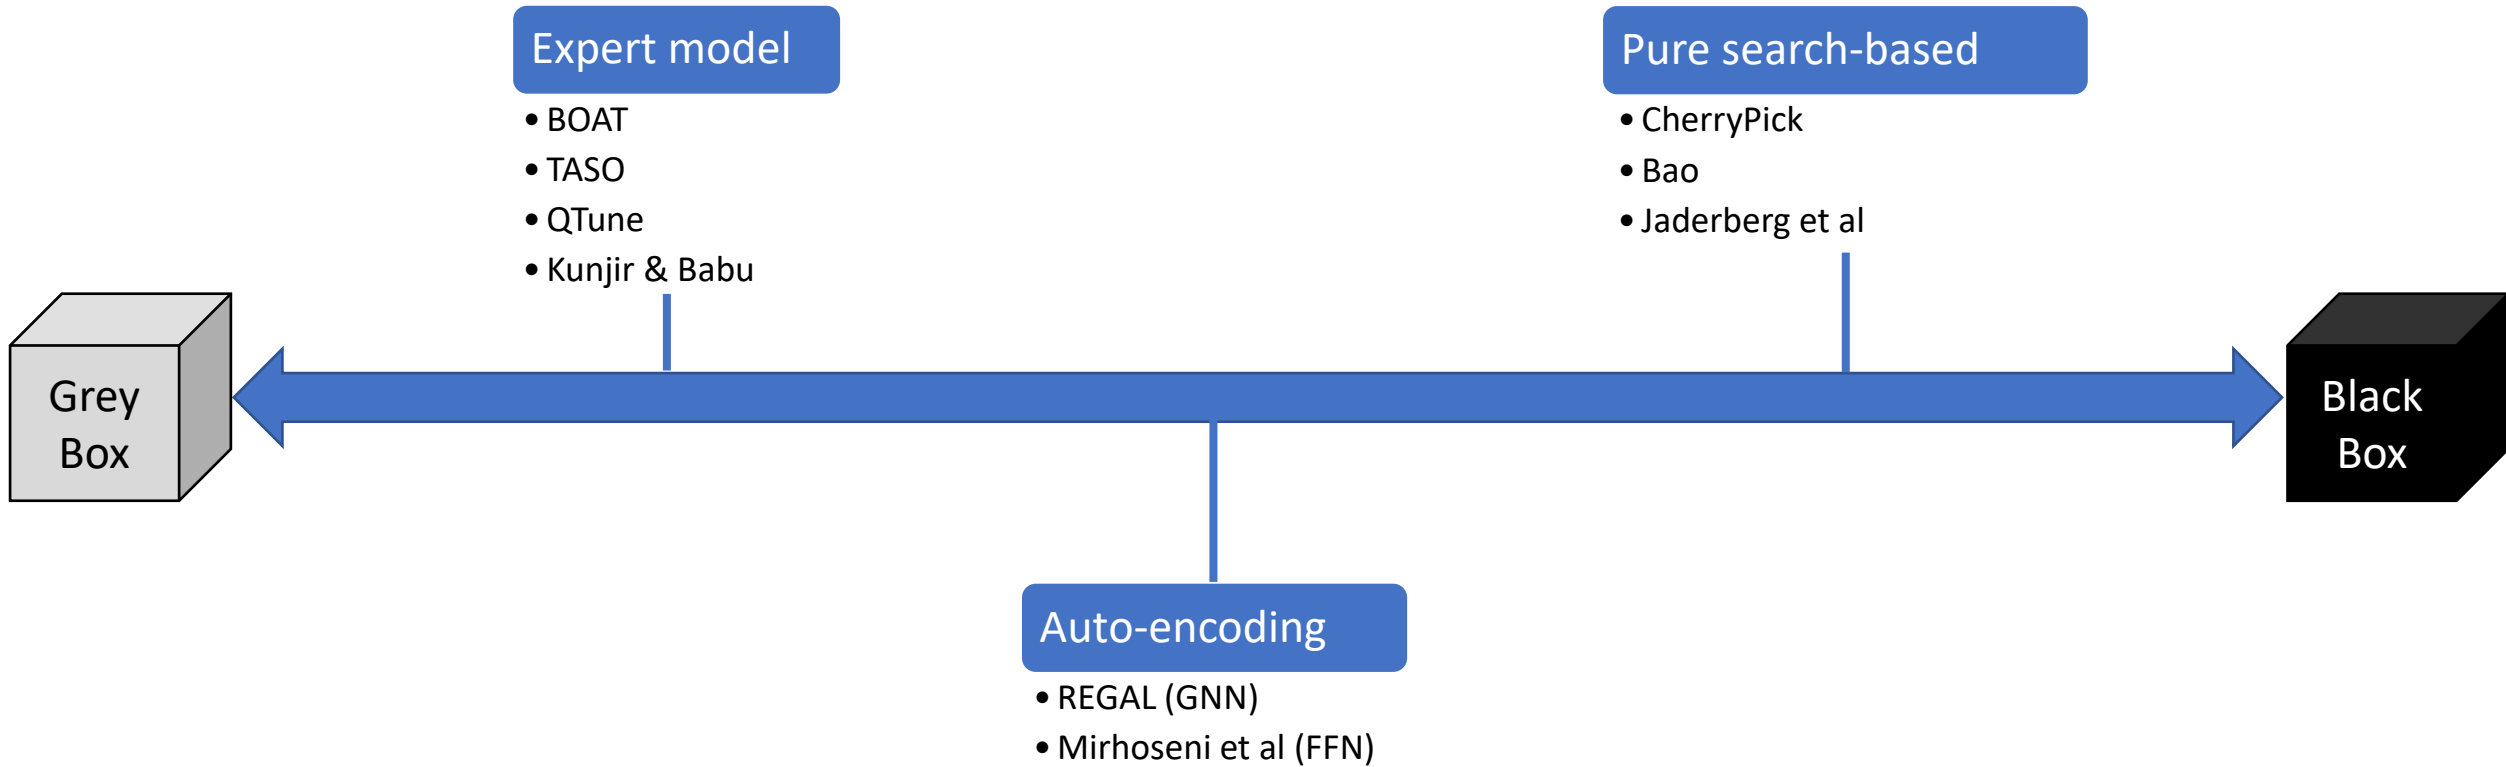 Expert model
• BOAT
• TASO
• QTune
• Kunjir & Babu
Pure search-based
• CherryPick
• Bao
• Jaderberg et al
Grey
Box
Black
Box
Auto-encoding
• REGAL (GNN)
• Mirhoseni et al (FFN)